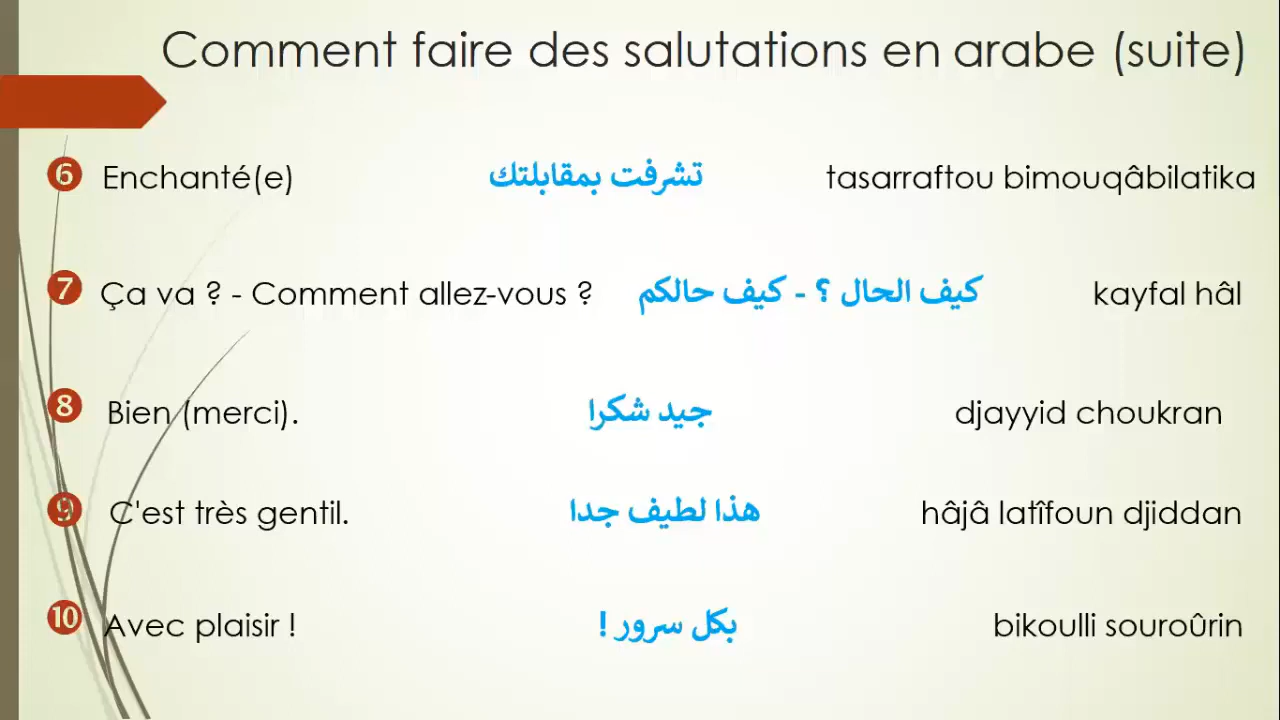 Comment faire des salutations en arabe (suite)
6 Enchanté(e) تشرفت بمقابلتك tasarraftou bimouqâbilatika
7 Ça va ? - Comment allez-vous ? كيف الحال ؟ - كيف حالكم kayfal hâl
8 Bien (merci). جيد شكرا djayyid choukran
9 C'est très gentil. هذا لطيف جدا hâjâ latîfoun djiddan
10 Avec plaisir ! بكل سرور ! bikoulli souroûrin